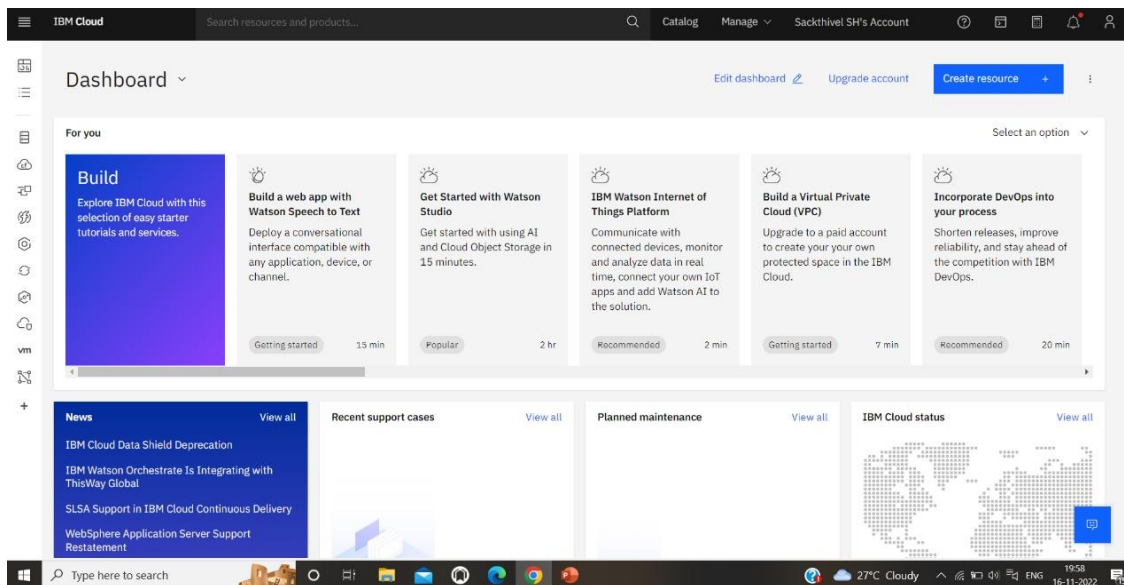 IBM Cloud
Search resources and products...
Catalog
Manage
Sackthivel SH's Account
Dashboard
Edit dashboard
Upgrade account
Create resource +
For you
Select an option
Build
Explore IBM Cloud with this
selection of easy starter
tutorials and services.
Build a web app with
Watson Speech to Text
Deploy a conversational
interface compatible with
any application, device, or
channel.
Getting started
15 min
Get Started with Watson
Studio
Get started with using AI
and Cloud Object Storage in
15 minutes.
Popular
2 hr
IBM Watson Internet of
Things Platform
Communicate with
connected devices, monitor
and analyze data in real
time, connect your own IoT
apps and add Watson AI to
the solution.
Recommended
2 min
Build a Virtual Private
Cloud (VPC)
Upgrade to a paid account
to create your your own
protected space in the IBM
Cloud.
Getting started
7 min
Incorporate DevOps into
your process
Shorten releases, improve
reliability, and stay ahead of
the competition with IBM
DevOps.
Recommended
20 min
vm
News
View all
IBM Cloud Data Shield Deprecation
IBM Watson Orchestrate Is Integrating with
ThisWay Global
SLSA Support in IBM Cloud Continuous Delivery
WebSphere Application Server Support
Restatement
Recent support cases
View all
Planned maintenance
View all
IBM Cloud status
View all
Type here to search
27°C Cloudy
ENG
19:58
16-11-2022